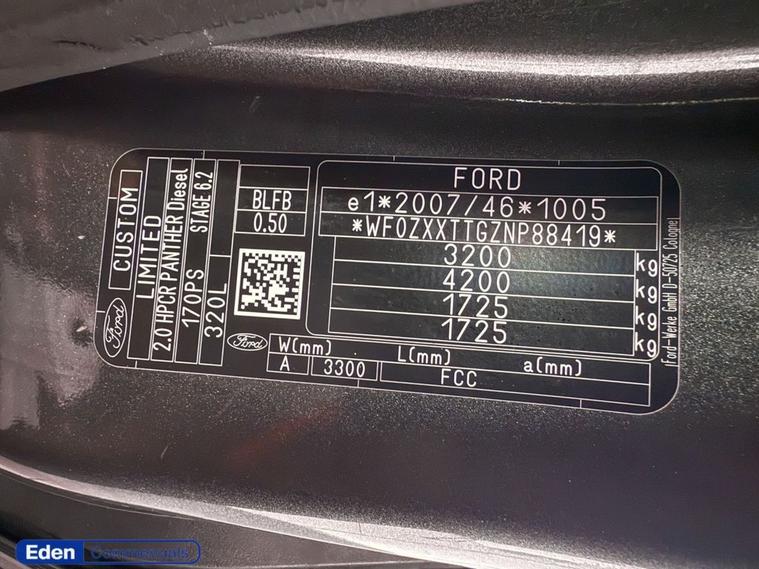 Ford
CUSTOM
LIMITED
2.0 HPCR PANTHER Diesel
170PS STAGE 6.2
320L
BLFB
0.50
Ford
FORD
e1*2007/46*1005
*WF0ZXXTTGZNP88419*
3200 kg
4200 kg
1725 kg
1725 kg
W(mm) L(mm) a(mm)
A 3300 FCC
Ford-Werke GmbH D-50725 Cologne
Eden Commercials